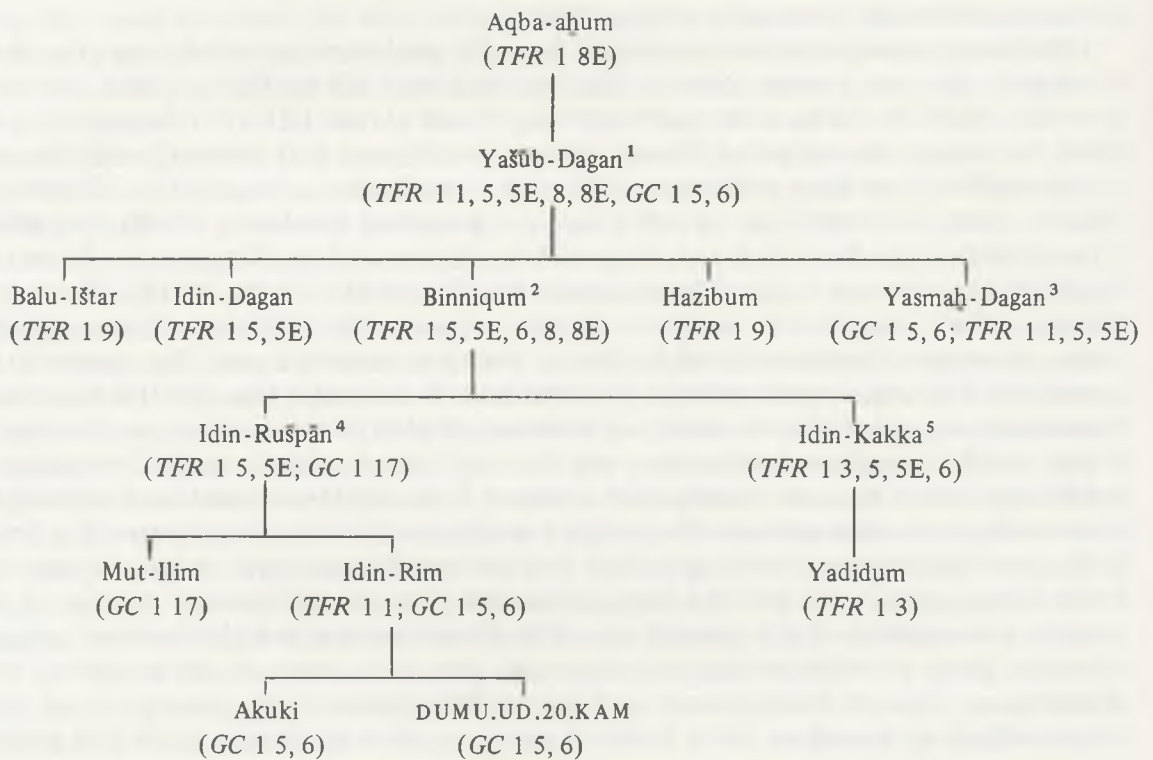 Aqba-aḫum
(TFR 1 8E)
Yašūb-Dagan¹
(TFR 1 1, 5, 5E, 8, 8E, GC 1 5, 6)
Balu-Ištar Idin-Dagan Binniqum² Hazibum Yasmaḫ-Dagan³
(TFR 1 9) (TFR 1 5, 5E) (TFR 1 5, 5E, 6, 8, 8E) (TFR 1 9) (GC 1 5, 6; TFR 1 1, 5, 5E)
Idin-Rušpān⁴ Idin-Kakka⁵
(TFR 1 5, 5E; GC 1 17) (TFR 1 3, 5, 5E, 6)
Mut-Ilim Idin-Rim Yadidum
(GC 1 17) (TFR 1 1; GC 1 5, 6) (TFR 1 3)
Akuki DUMU.UD.20.KAM
(GC 1 5, 6) (GC 1 5, 6)